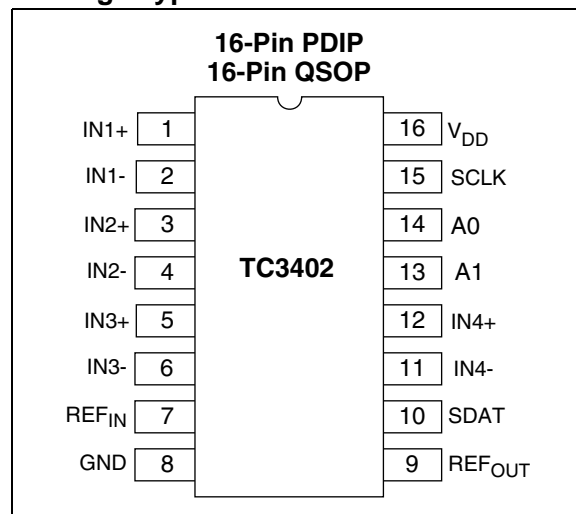 16-Pin PDIP
16-Pin QSOP
IN1+ 1 16 VDD
IN1- 2 15 SCLK
IN2+ 3 14 A0
IN2- 4 TC3402 13 A1
IN3+ 5 12 IN4+
IN3- 6 11 IN4-
REFIN 7 10 SDAT
GND 8 9 REFOUT